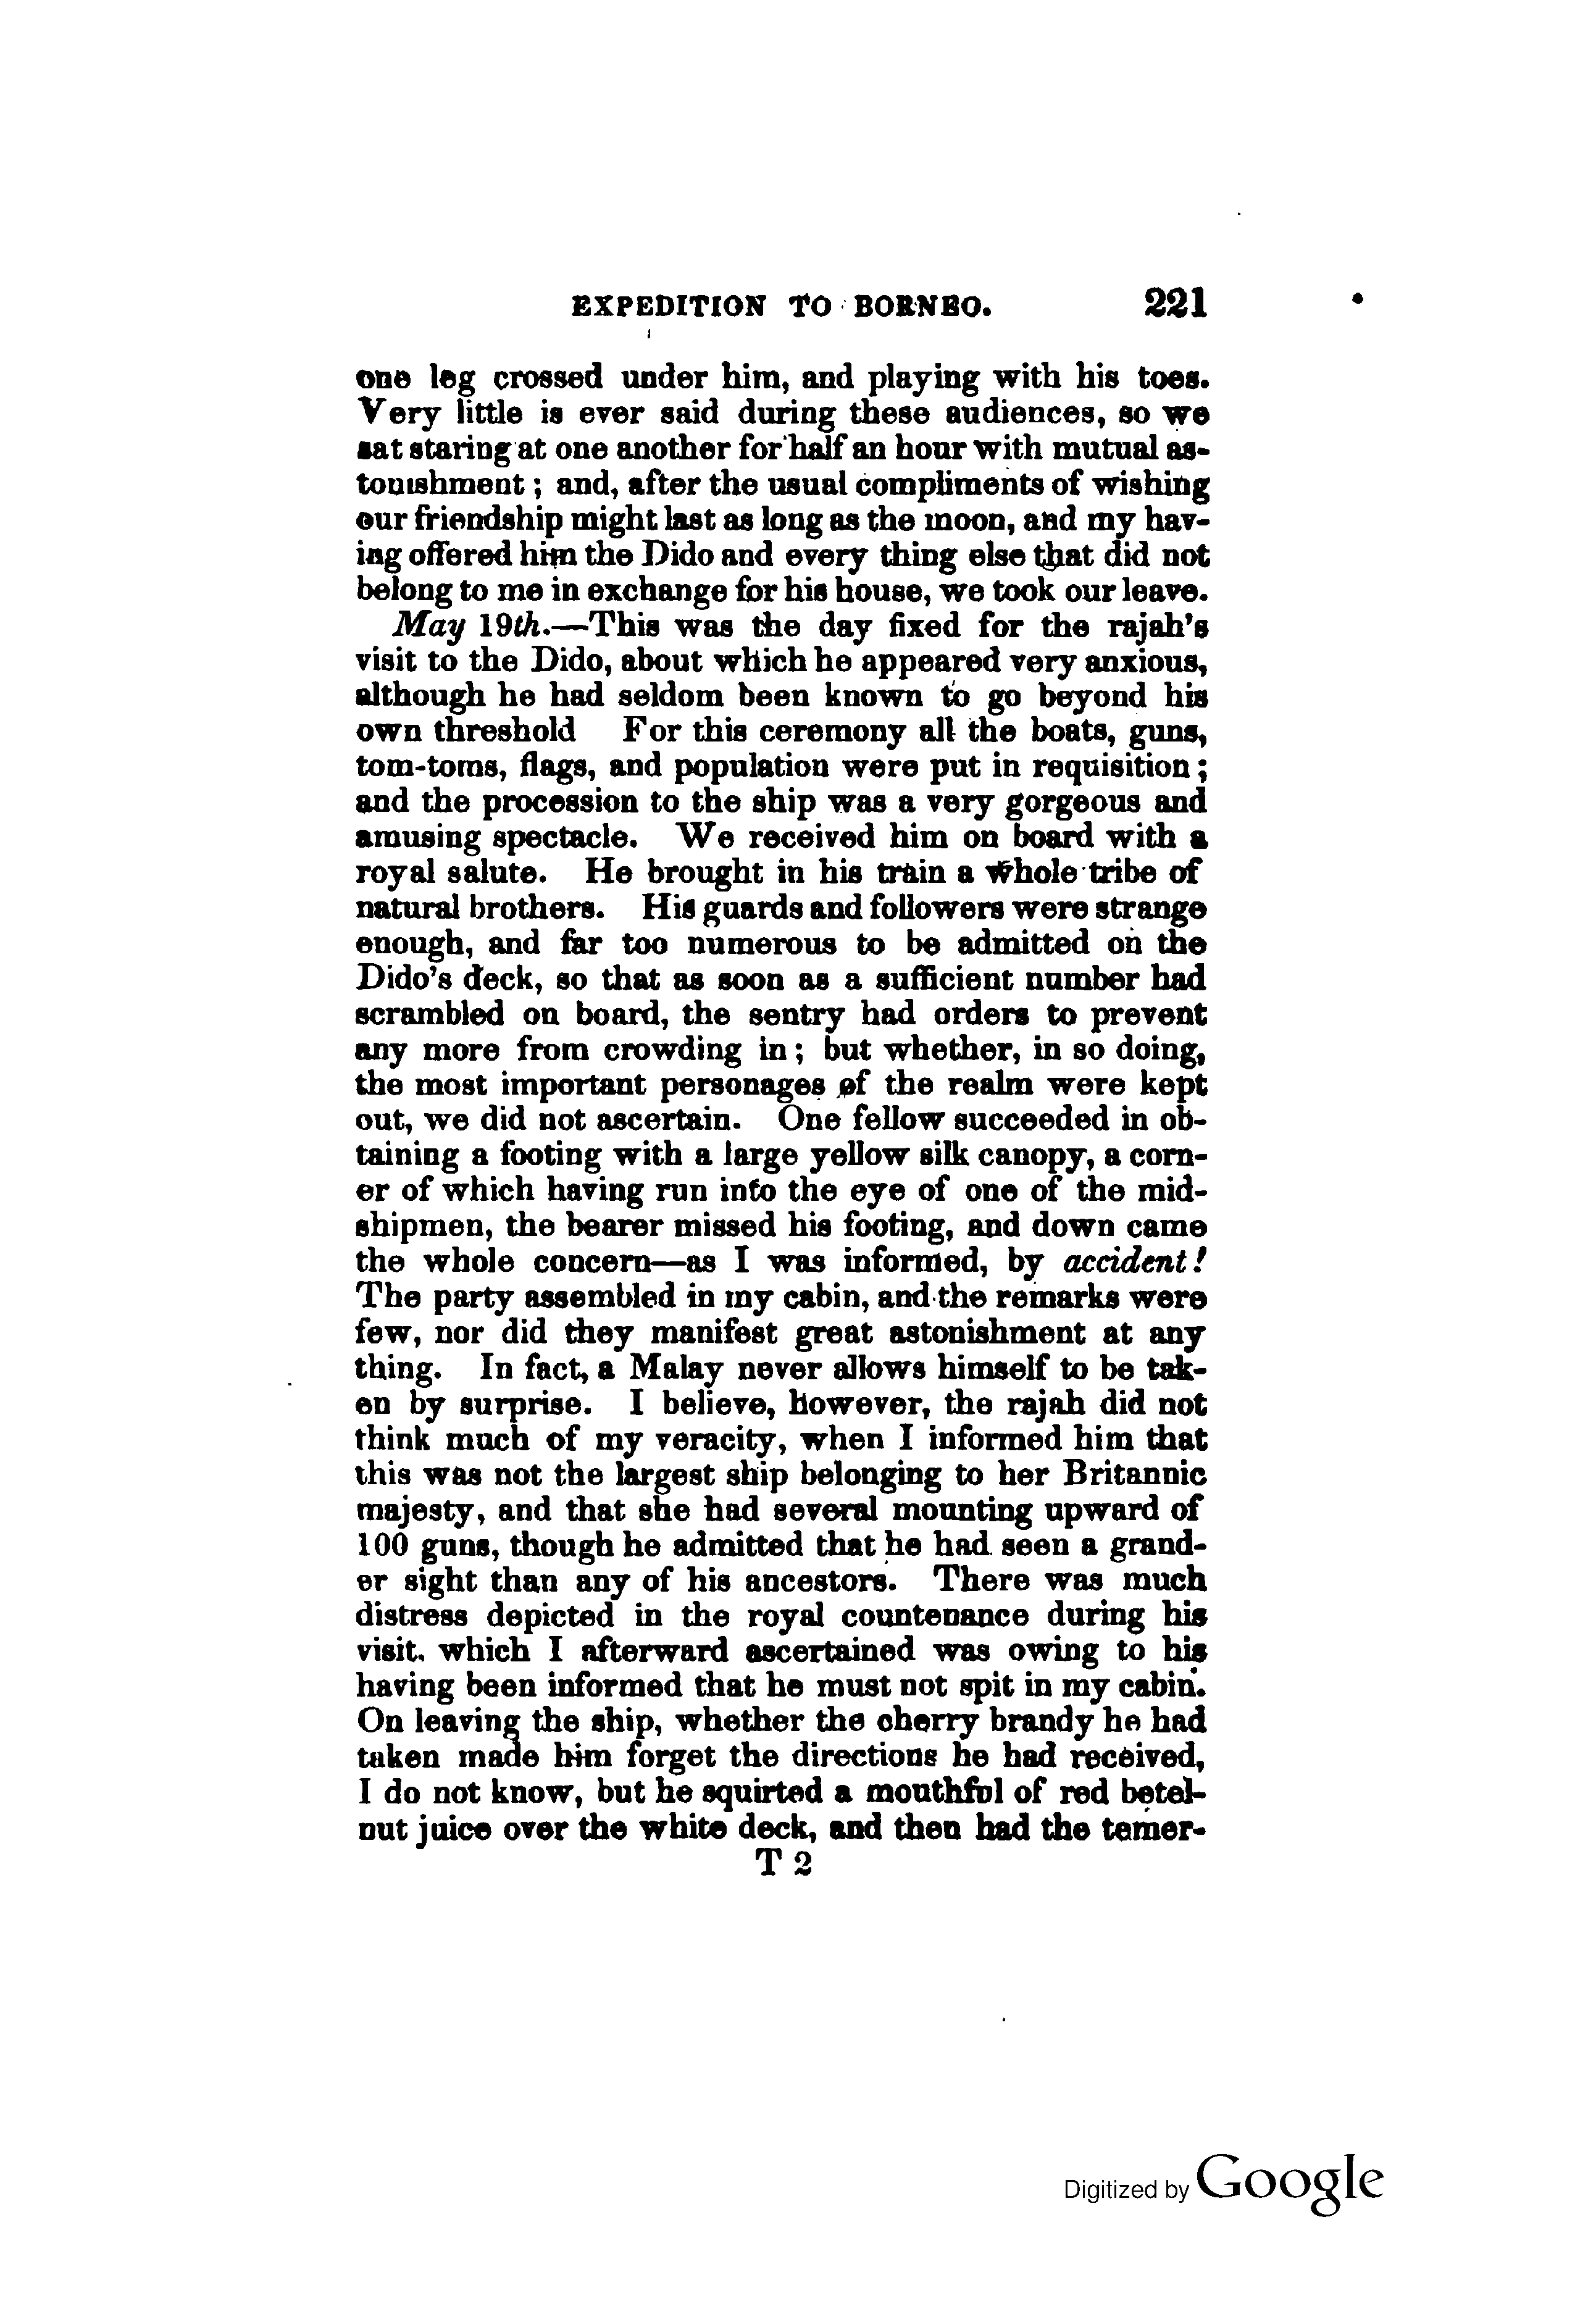 EXPEDITION TO BORNEO. 221
one leg crossed under him, and playing with his toes.
Very little is ever said during these audiences, so we
sat staring at one another for half an hour with mutual as-
tonishment; and, after the usual compliments of wishing
our friendship might last as long as the moon, and my hav-
ing offered him the Dido and every thing else that did not
belong to me in exchange for his house, we took our leave.
May 19th.—This was the day fixed for the rajah's
visit to the Dido, about which he appeared very anxious,
although he had seldom been known to go beyond his
own threshold For this ceremony all the boats, guns,
tom-toms, flags, and population were put in requisition;
and the procession to the ship was a very gorgeous and
amusing spectacle. We received him on board with a
royal salute. He brought in his train a whole tribe of
natural brothers. His guards and followers were strange
enough, and far too numerous to be admitted on the
Dido's deck, so that as soon as a sufficient number had
scrambled on board, the sentry had orders to prevent
any more from crowding in; but whether, in so doing,
the most important personages of the realm were kept
out, we did not ascertain. One fellow succeeded in ob-
taining a footing with a large yellow silk canopy, a corn-
er of which having run into the eye of one of the mid-
shipmen, the bearer missed his footing, and down came
the whole concern—as I was informed, by accident!
The party assembled in my cabin, and the remarks were
few, nor did they manifest great astonishment at any
thing. In fact, a Malay never allows himself to be tak-
en by surprise. I believe, however, the rajah did not
think much of my veracity, when I informed him that
this was not the largest ship belonging to her Britannic
majesty, and that she had several mounting upward of
100 guns, though he admitted that he had seen a grand-
er sight than any of his ancestors. There was much
distress depicted in the royal countenance during his
visit, which I afterward ascertained was owing to his
having been informed that he must not spit in my cabin.
On leaving the ship, whether the cherry brandy he had
taken made him forget the directions he had received,
I do not know, but he squirted a mouthful of red betel-
nut juice over the white deck, and then had the temer-
T 2
Digitized by Google